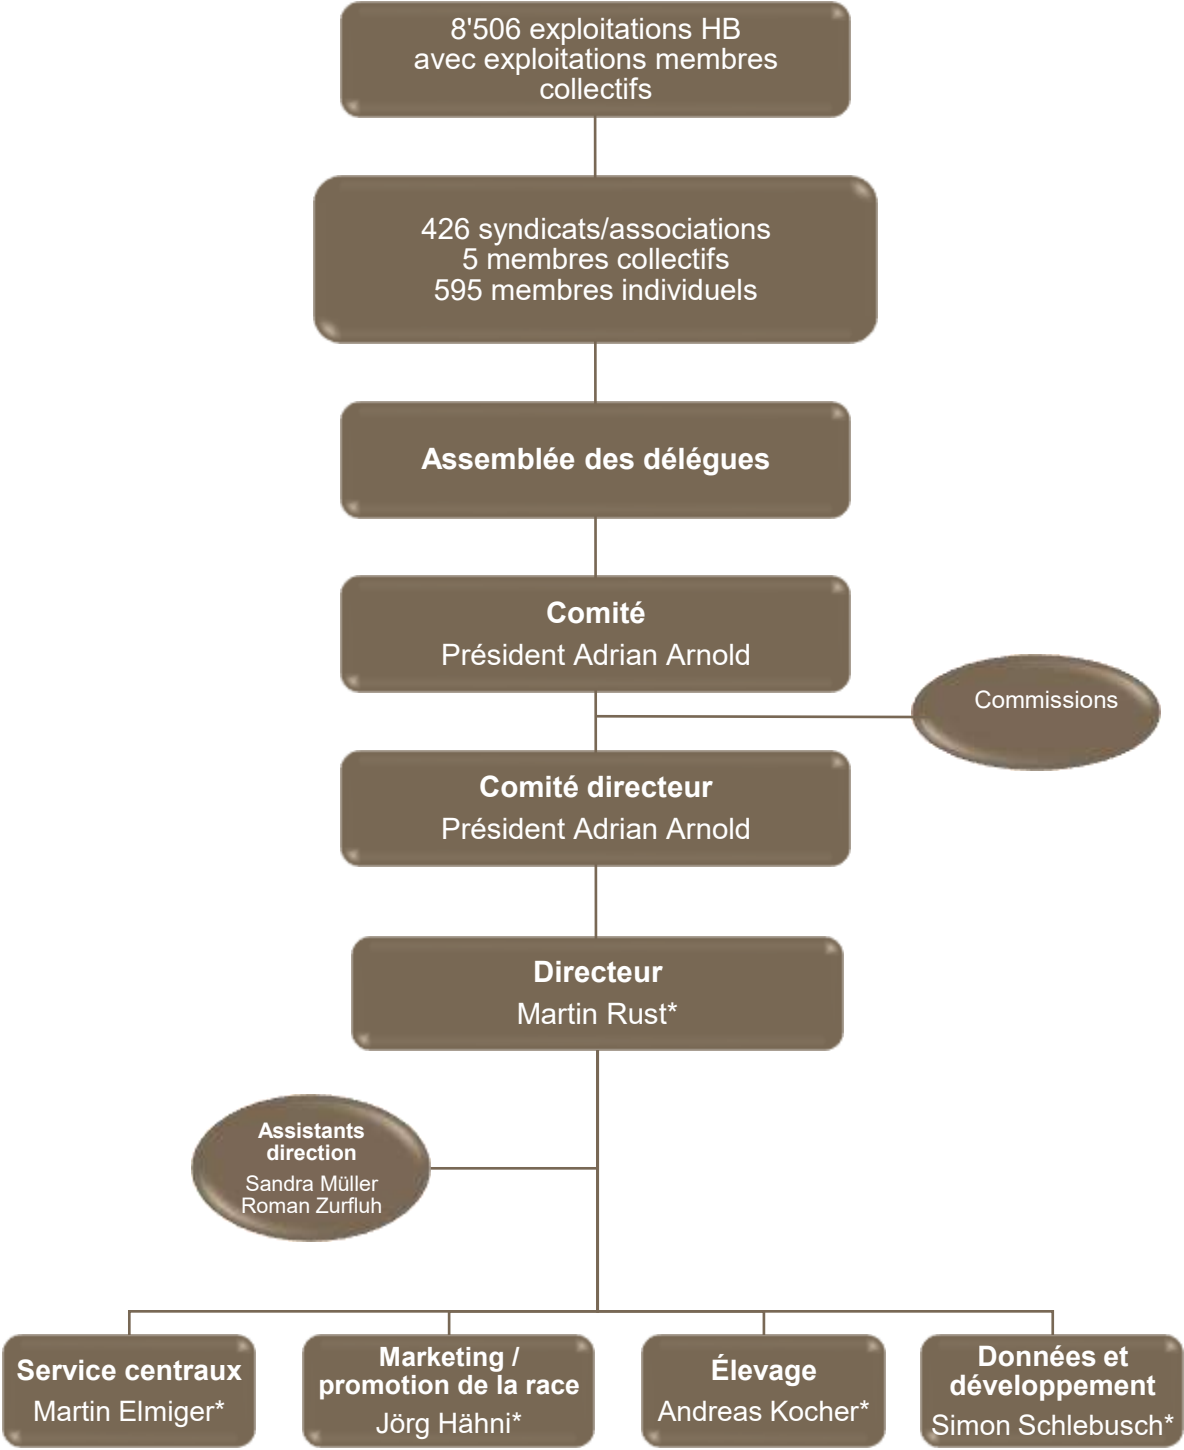 8'506 exploitations HB
avec exploitations membres
collectifs
426 syndicats/associations
5 membres collectifs
595 membres individuels
Assemblée des délégues
Comité
Président Adrian Arnold
Commissions
Comité directeur
Président Adrian Arnold
Directeur
Martin Rust*
Assistants
direction
Sandra Müller
Roman Zurfluh
Service centraux
Martin Elmiger*
Marketing /
promotion de la race
Jörg Hähni*
Élevage
Andreas Kocher*
Données et
développement
Simon Schlebusch*